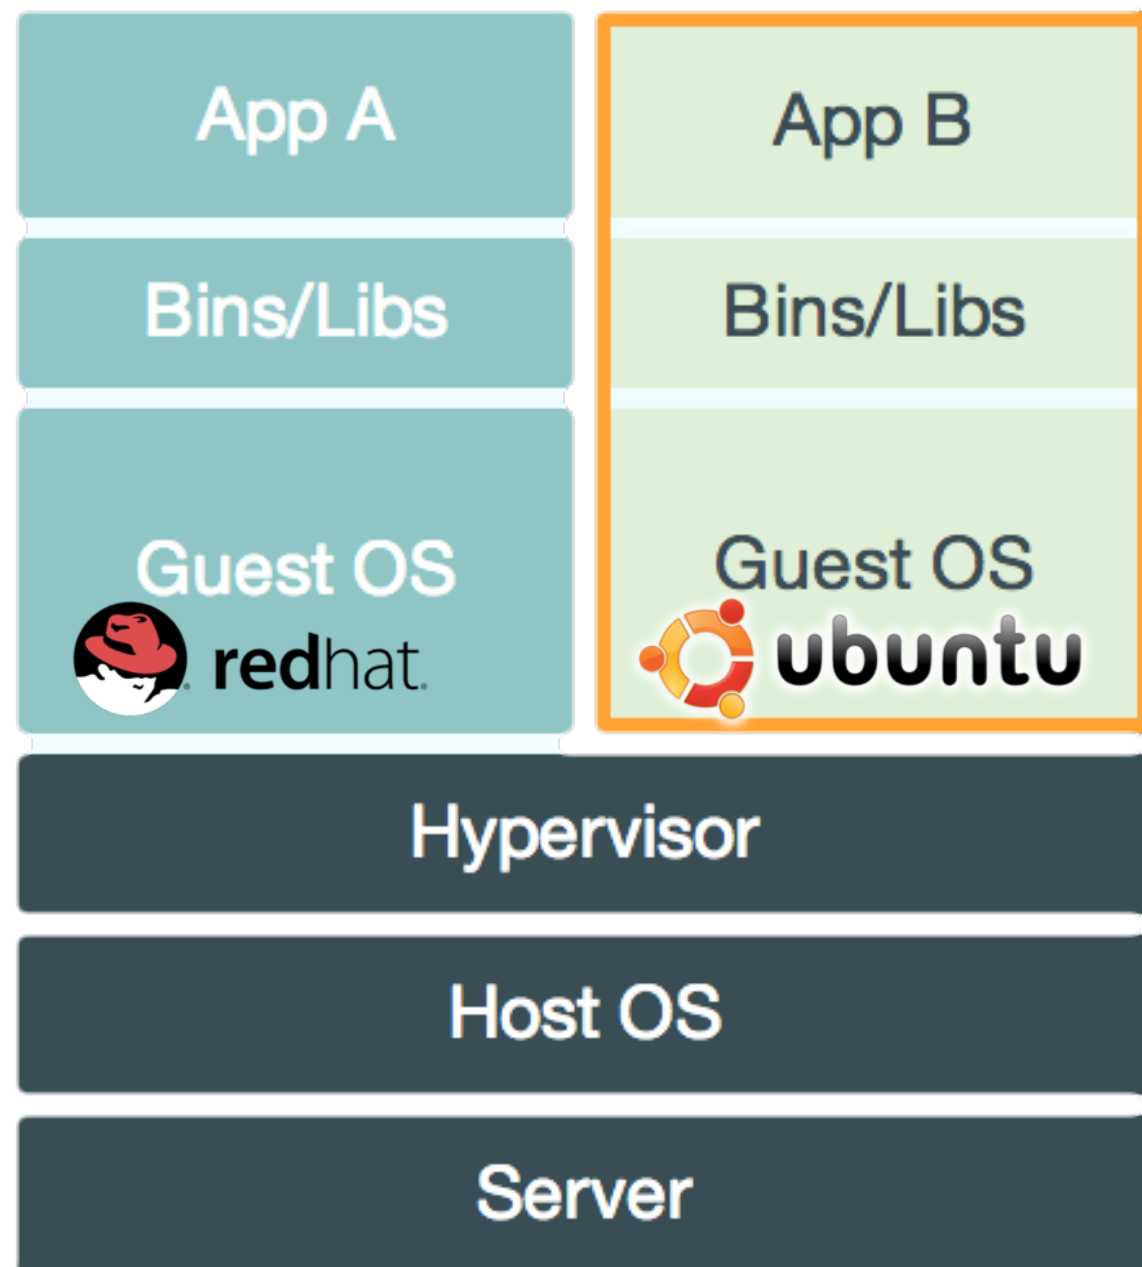 App A
Bins/Libs
Guest OS
redhat.
App B
Bins/Libs
Guest OS
ubuntu
Hypervisor
Host OS
Server